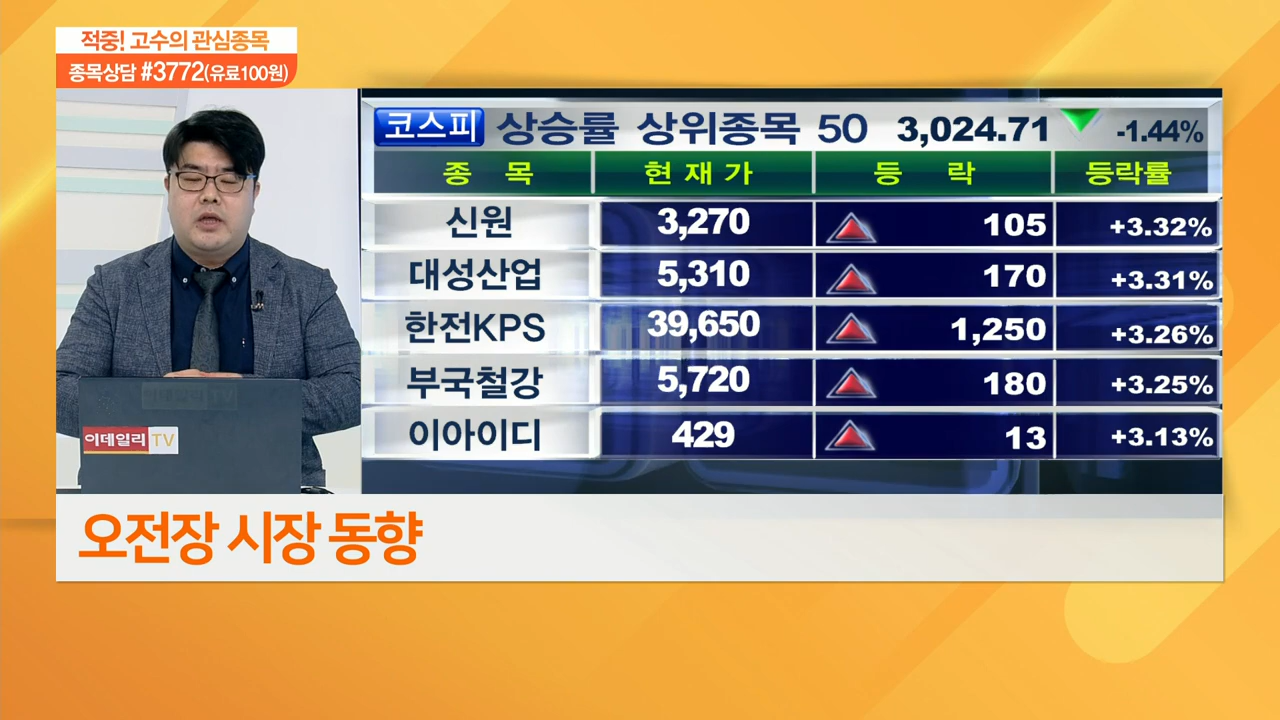 적중! 고수의 관심종목
종목상담 #3772(유료100원)
코스피 상승률 상위종목 50 3,024.71 -1.44%
종 목 현 재 가 등 락 등락률
신원 3,270 105 +3.32%
대성산업 5,310 170 +3.31%
한전KPS 39,650 1,250 +3.26%
부국철강 5,720 180 +3.25%
이아이디 429 13 +3.13%
이데일리TV
이데일리 TV
오전장 시장 동향